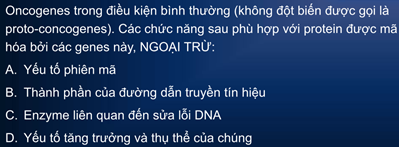 Oncogenes trong điều kiện bình thường (không đột biến được gọi là
proto-concogenes). Các chức năng sau phù hợp với protein được mã
hóa bởi các genes này, NGOẠI TRỪ:
A. Yếu tố phiên mã
B. Thành phần của đường dẫn truyền tín hiệu
C. Enzyme liên quan đến sửa lỗi DNA
D. Yếu tố tăng trưởng và thụ thể của chúng